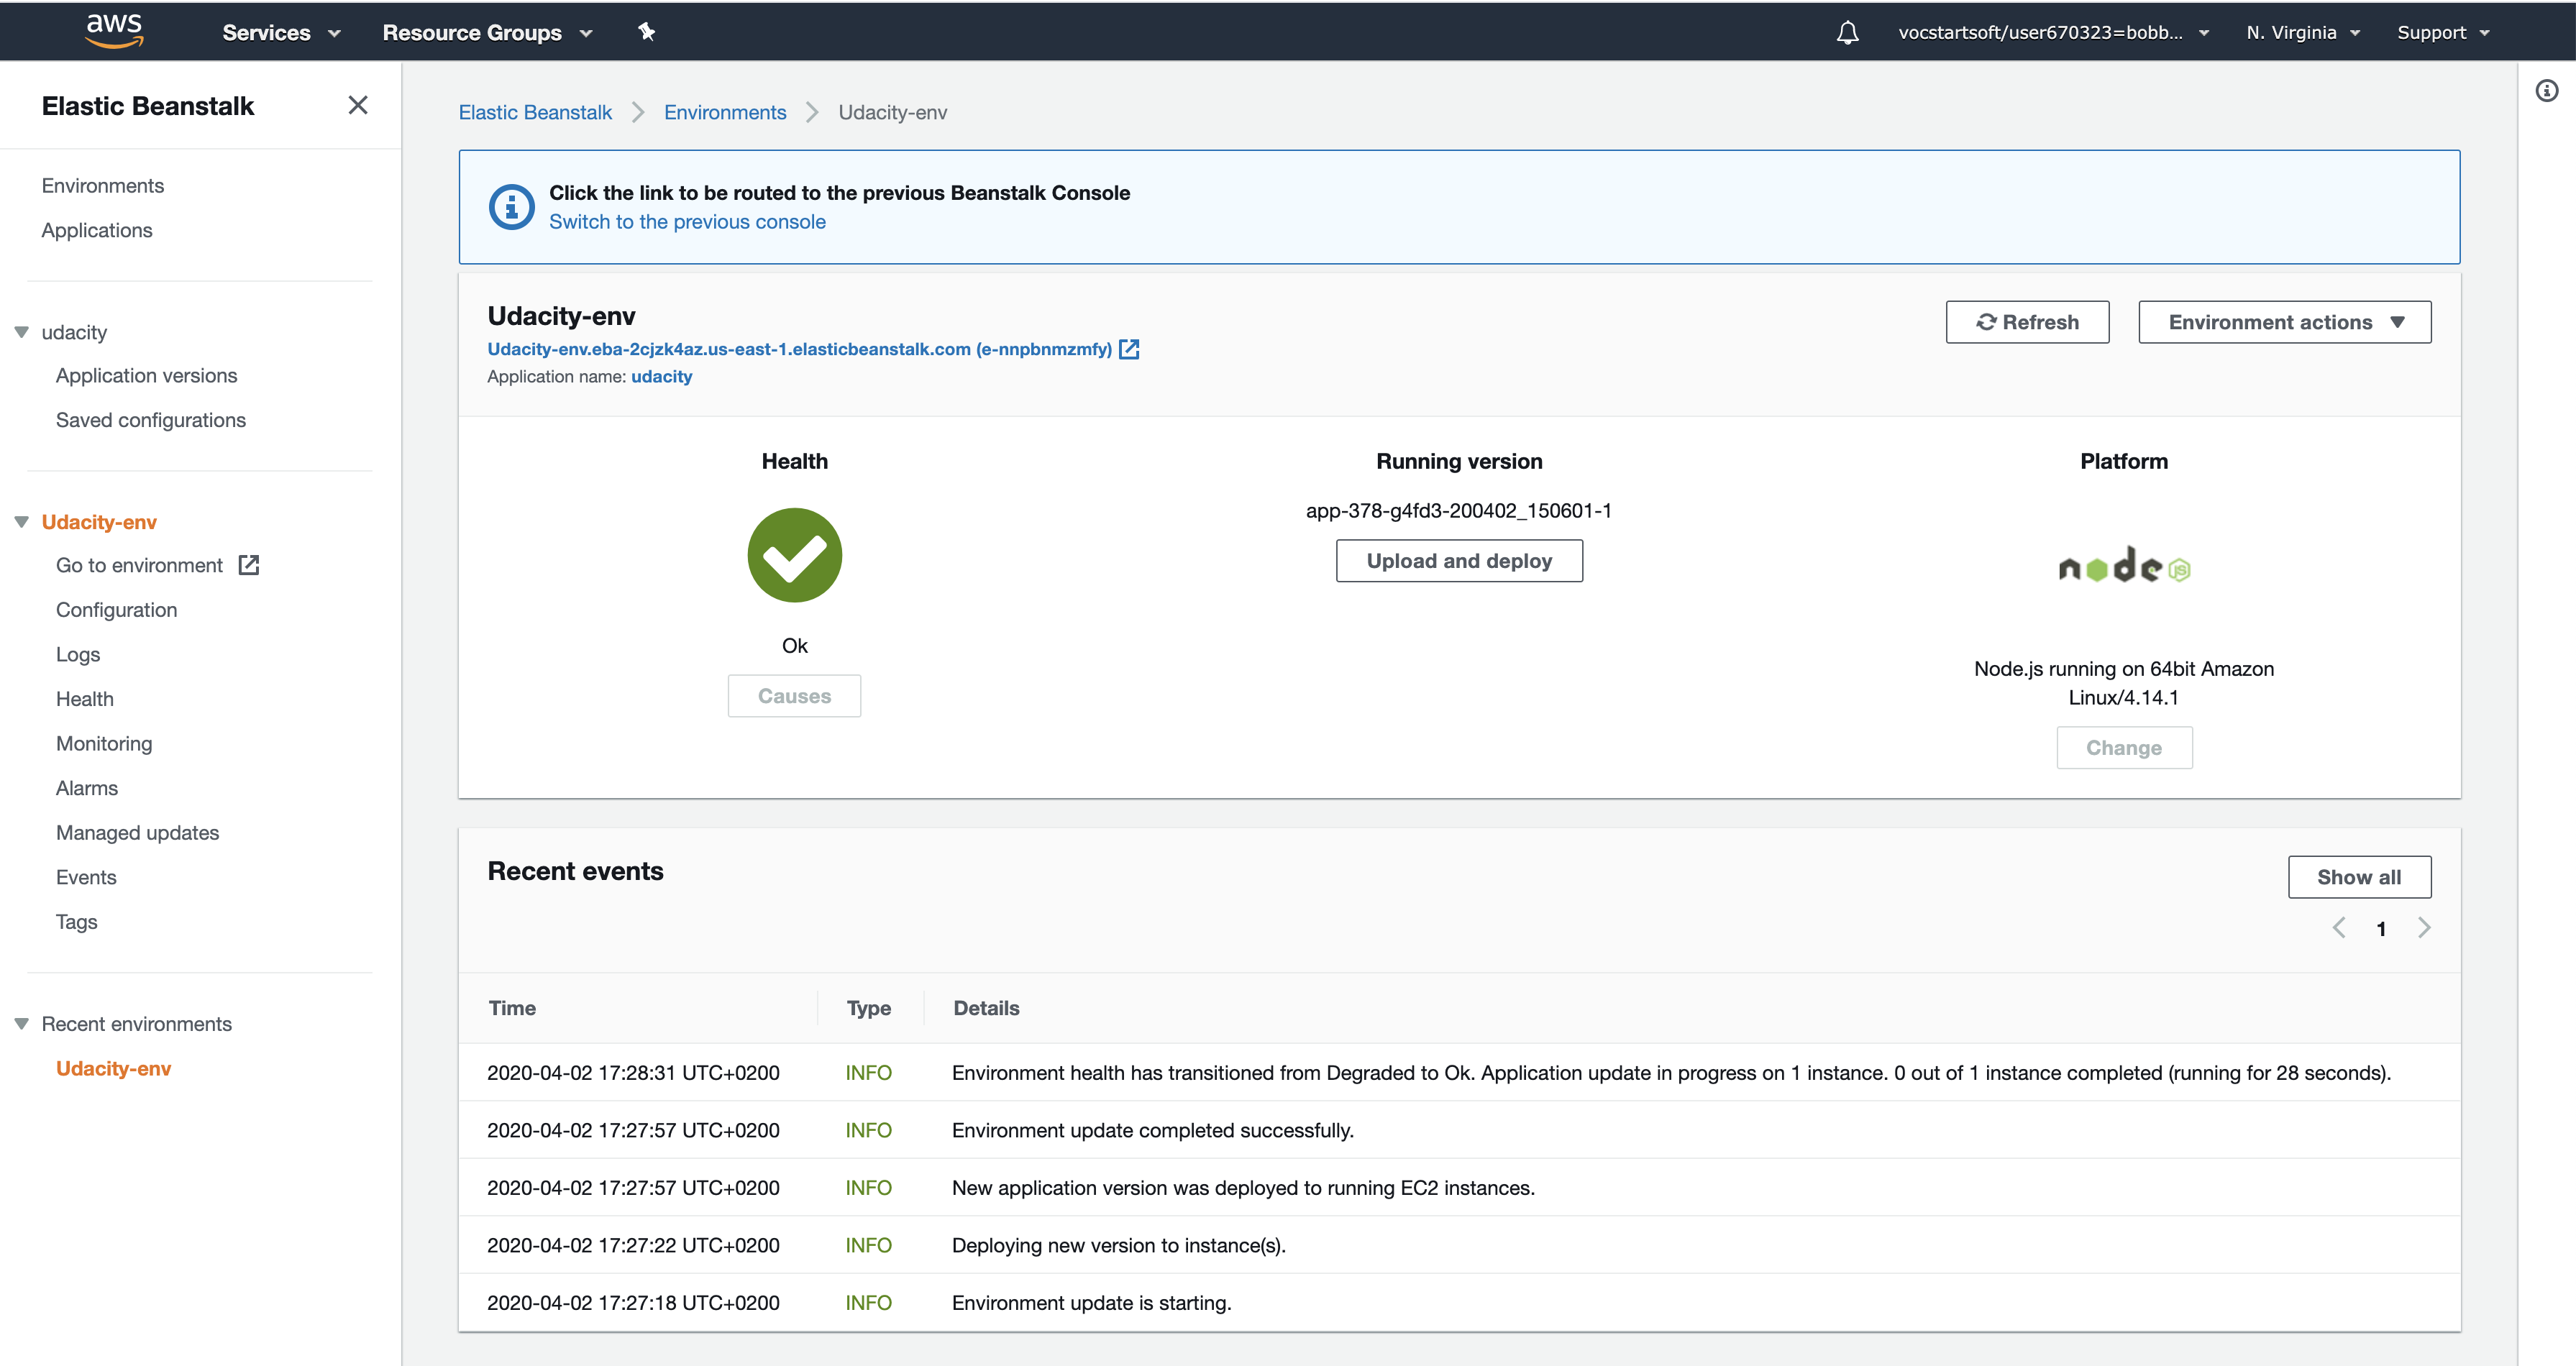 aws
Services
Resource Groups
vocstartsoft/user670323=bobb...
N. Virginia
Support
Elastic Beanstalk
Environments
Applications
udacity
Application versions
Saved configurations
Udacity-env
Go to environment
Configuration
Logs
Health
Monitoring
Alarms
Managed updates
Events
Tags
Recent environments
Udacity-env
Elastic Beanstalk
Environments
Udacity-env
Click the link to be routed to the previous Beanstalk Console
Switch to the previous console
Udacity-env
Udacity-env.eba-2cjzk4az.us-east-1.elasticbeanstalk.com (e-nnpbnmzmfy)
Application name: udacity
Refresh
Environment actions
Health
Ok
Causes
Running version
app-378-g4fd3-200402_150601-1
Upload and deploy
Platform
node JS
Node.js running on 64bit Amazon
Linux/4.14.1
Change
Recent events
Show all
1
Time Type Details
2020-04-02 17:28:31 UTC+0200 INFO Environment health has transitioned from Degraded to Ok. Application update in progress on 1 instance. 0 out of 1 instance completed (running for 28 seconds).
2020-04-02 17:27:57 UTC+0200 INFO Environment update completed successfully.
2020-04-02 17:27:57 UTC+0200 INFO New application version was deployed to running EC2 instances.
2020-04-02 17:27:22 UTC+0200 INFO Deploying new version to instance(s).
2020-04-02 17:27:18 UTC+0200 INFO Environment update is starting.